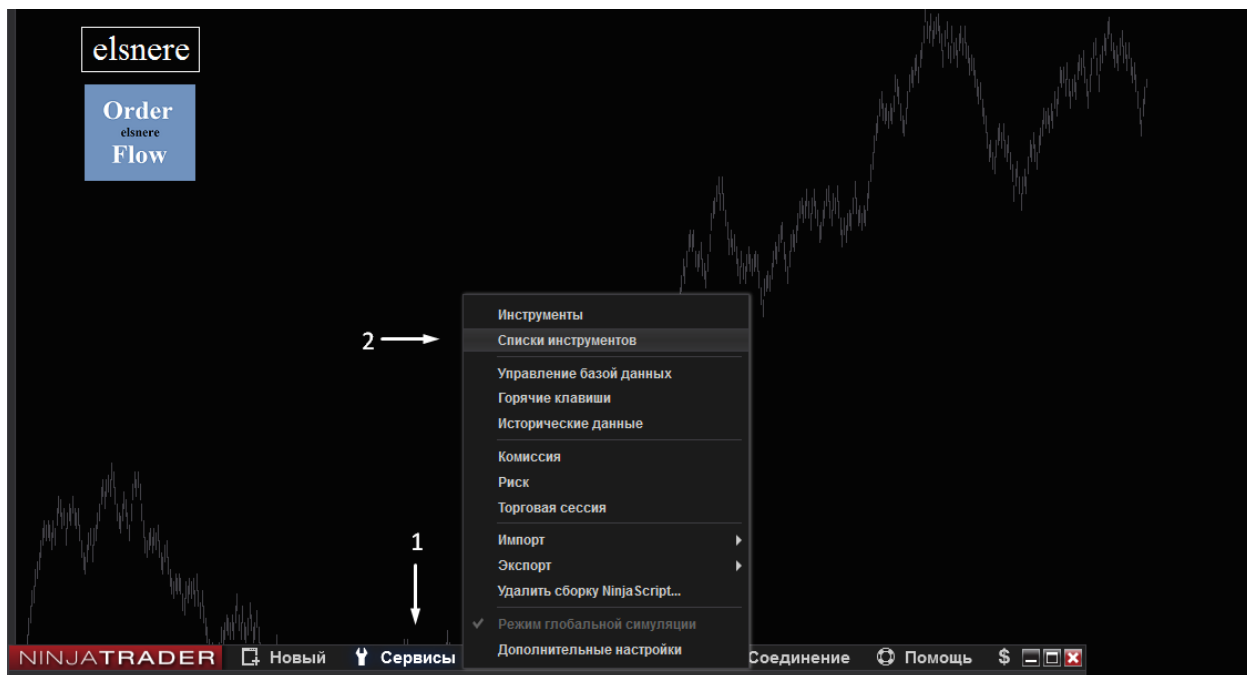 elsnere
Order
elsnere
Flow
Инструменты
2
Списки инструментов
Управление базой данных
Горячие клавиши
Исторические данные
Комиссия
Риск
Торговая сессия
1
Импорт
Экспорт
Удалить сборку NinjaScript...
Режим глобальной симуляции
Дополнительные настройки
NINJATRADER Новый Сервисы Соединение Помощь $